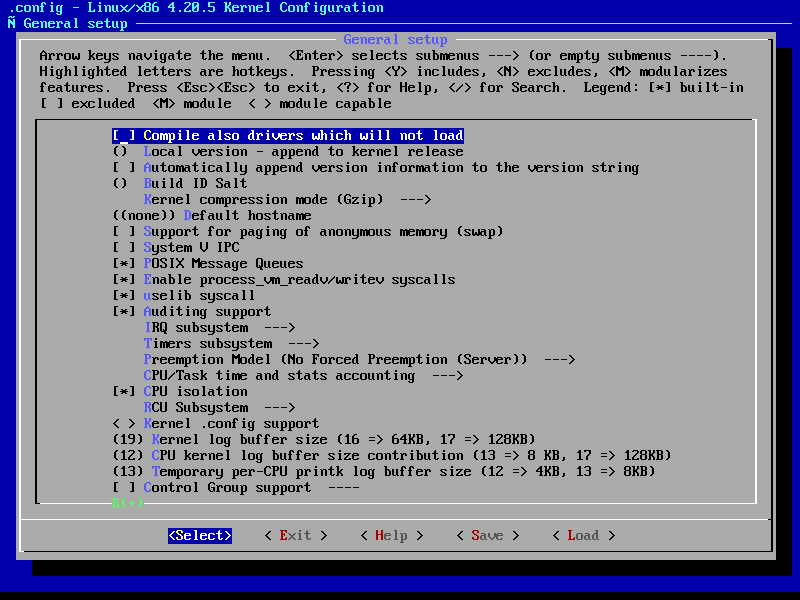 .config - Linux/x86 4.20.5 Kernel Configuration
Ñ General setup
General setup
Arrow keys navigate the menu.  <Enter> selects submenus ---> (or empty submenus ----).
Highlighted letters are hotkeys.  Pressing <Y> includes, <N> excludes, <M> modularizes
features.  Press <Esc><Esc> to exit, <?> for Help, </> for Search.  Legend: [*] built-in
[ ] excluded  <M> module  < > module capable
[ ] Compile also drivers which will not load
()  Local version - append to kernel release
[ ] Automatically append version information to the version string
()  Build ID Salt
Kernel compression mode (Gzip)  --->
((none)) Default hostname
[ ] Support for paging of anonymous memory (swap)
[ ] System V IPC
[*] POSIX Message Queues
[*] Enable process_vm_readv/writev syscalls
[*] uselib syscall
[*] Auditing support
IRQ subsystem  --->
Timers subsystem  --->
Preemption Model (No Forced Preemption (Server))  --->
CPU/Task time and stats accounting  --->
[*] CPU isolation
RCU Subsystem  --->
< > Kernel .config support
(19) Kernel log buffer size (16 => 64KB, 17 => 128KB)
(12) CPU kernel log buffer size contribution (13 => 8 KB, 17 => 128KB)
(13) Temporary per-CPU printk log buffer size (12 => 4KB, 13 => 8KB)
[ ] Control Group support  ----
(+)
<Select>    < Exit >    < Help >    < Save >    < Load >